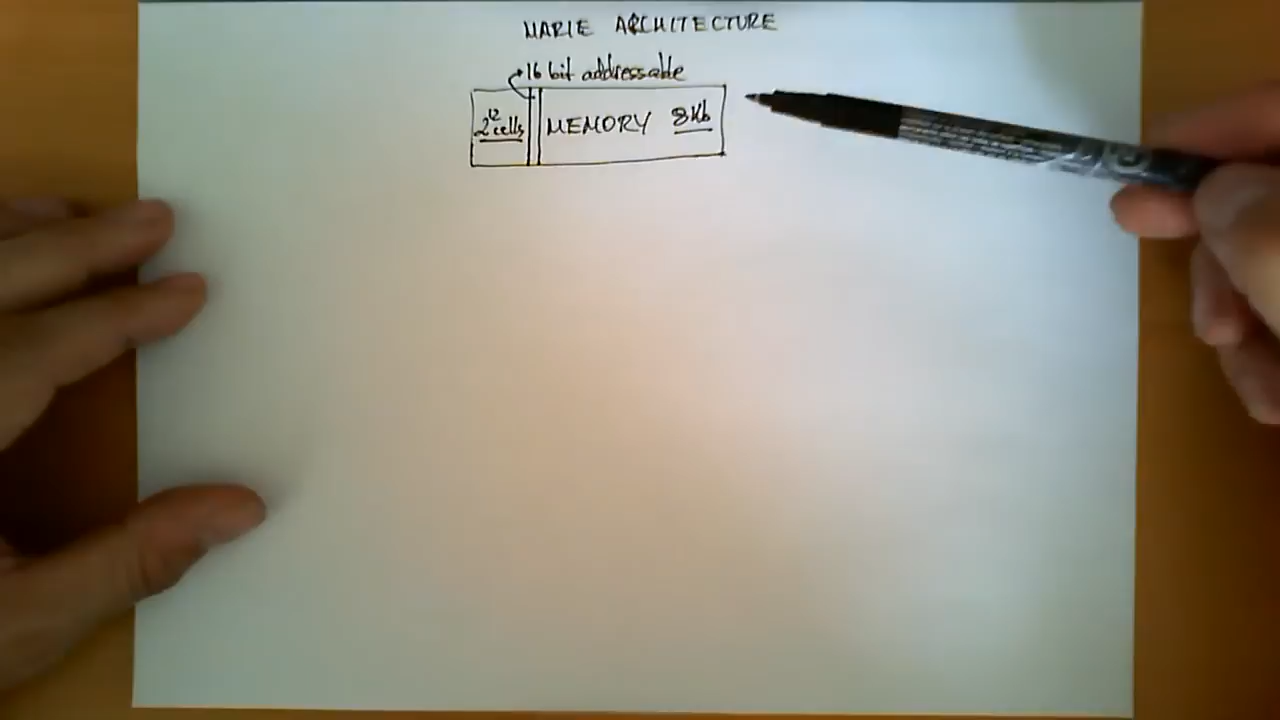 MARIE ARCHITECTURE
16 bit addressable
2¹² cells MEMORY 8Kb